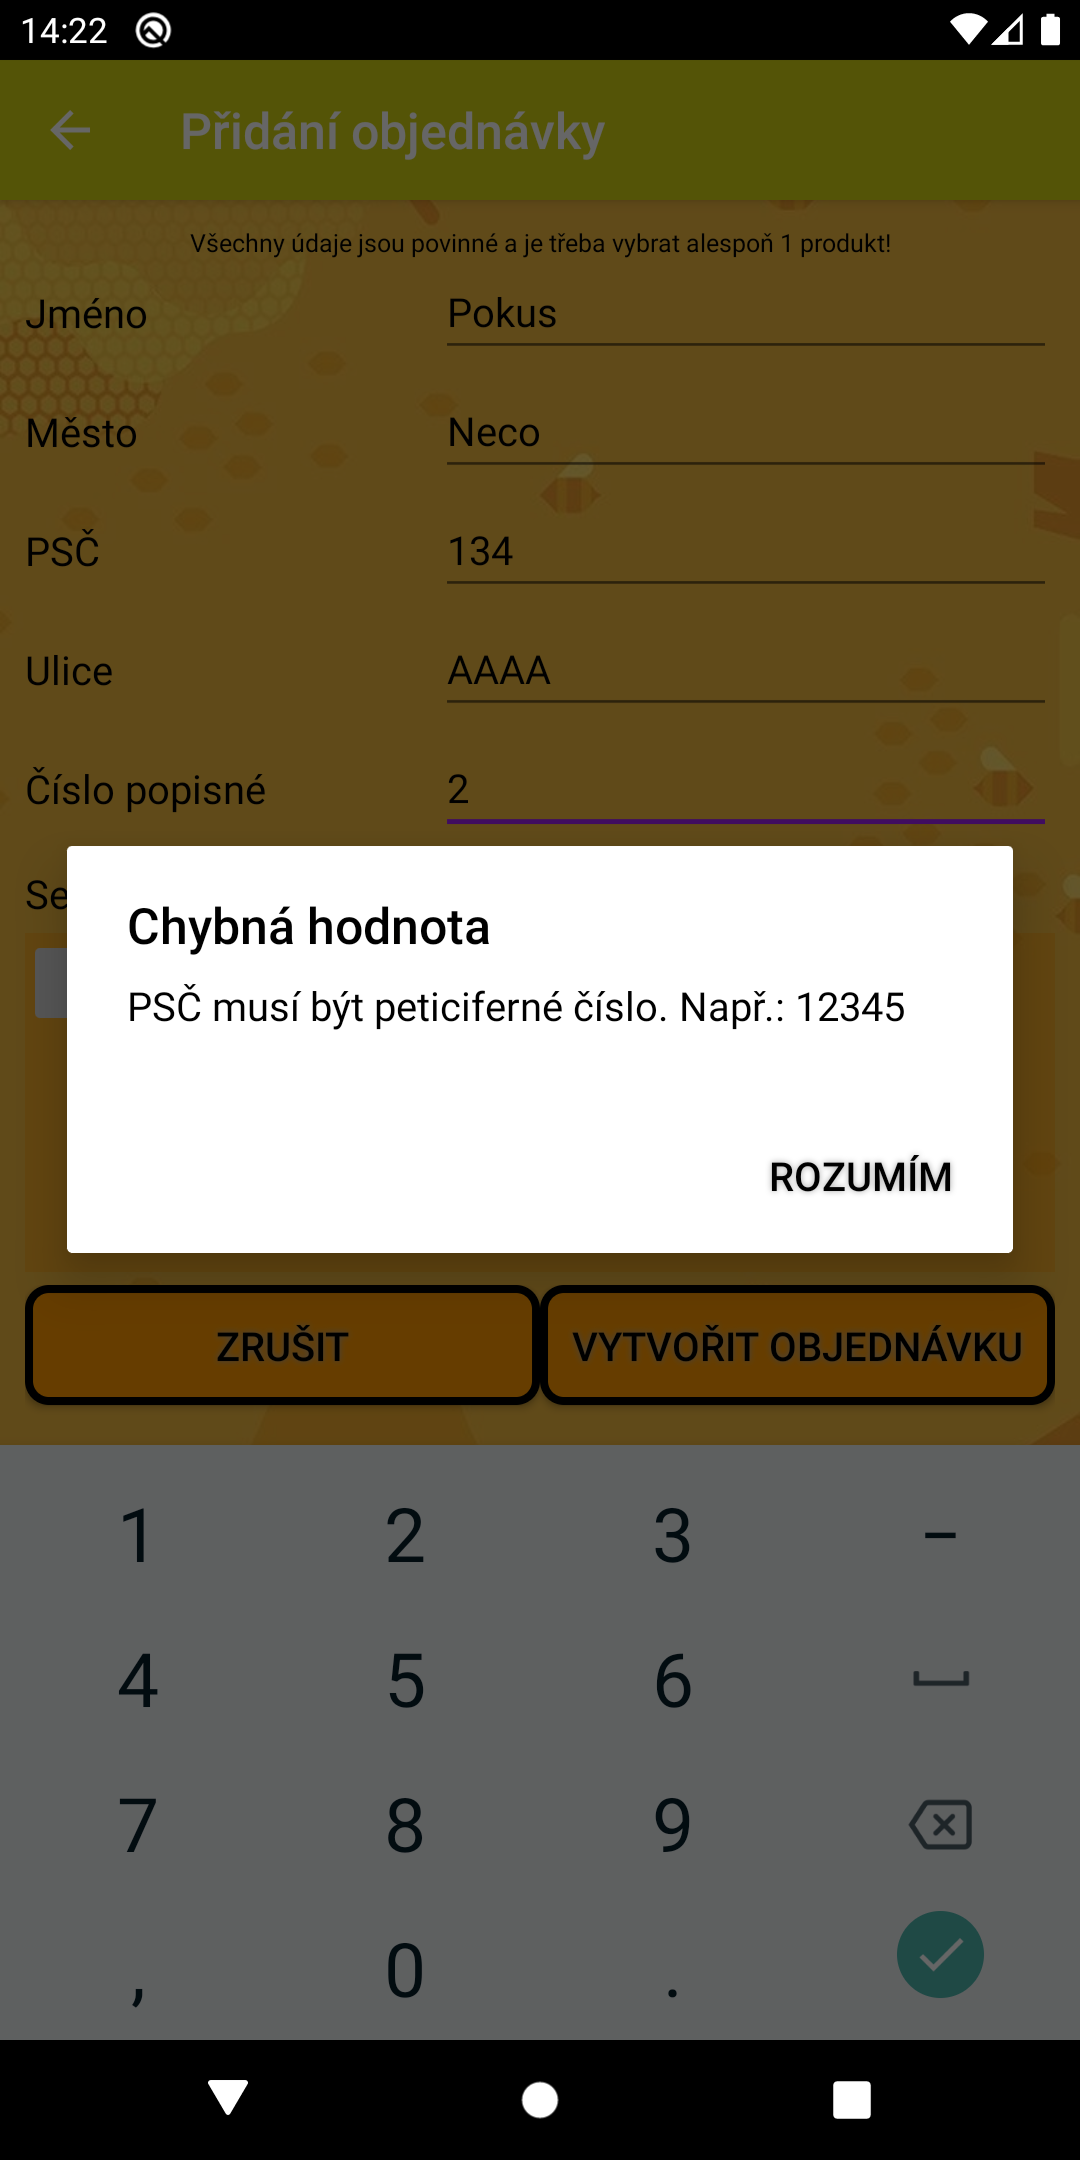 14:22
Přidání objednávky
Všechny údaje jsou povinné a je třeba vybrat alespoň 1 produkt!
Jméno Pokus
Město Neco
PSČ 134
Ulice AAAA
Číslo popisné 2
Se
Chybná hodnota
PSČ musí být peticiferné číslo. Např.: 12345
ROZUMÍM
ZRUŠIT VYTVOŘIT OBJEDNÁVKU
1 2 3 −
4 5 6
7 8 9
, 0 .